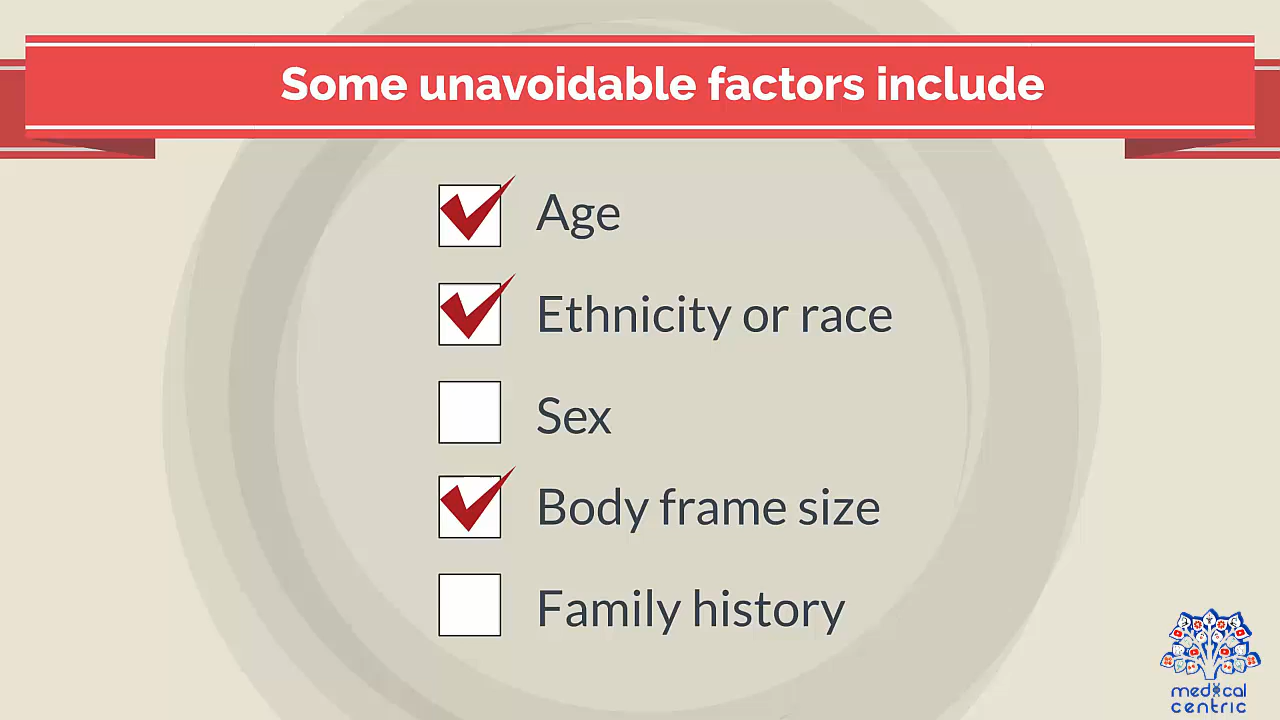 Some unavoidable factors include
Age
Ethnicity or race
Sex
Body frame size
Family history
medical
centric